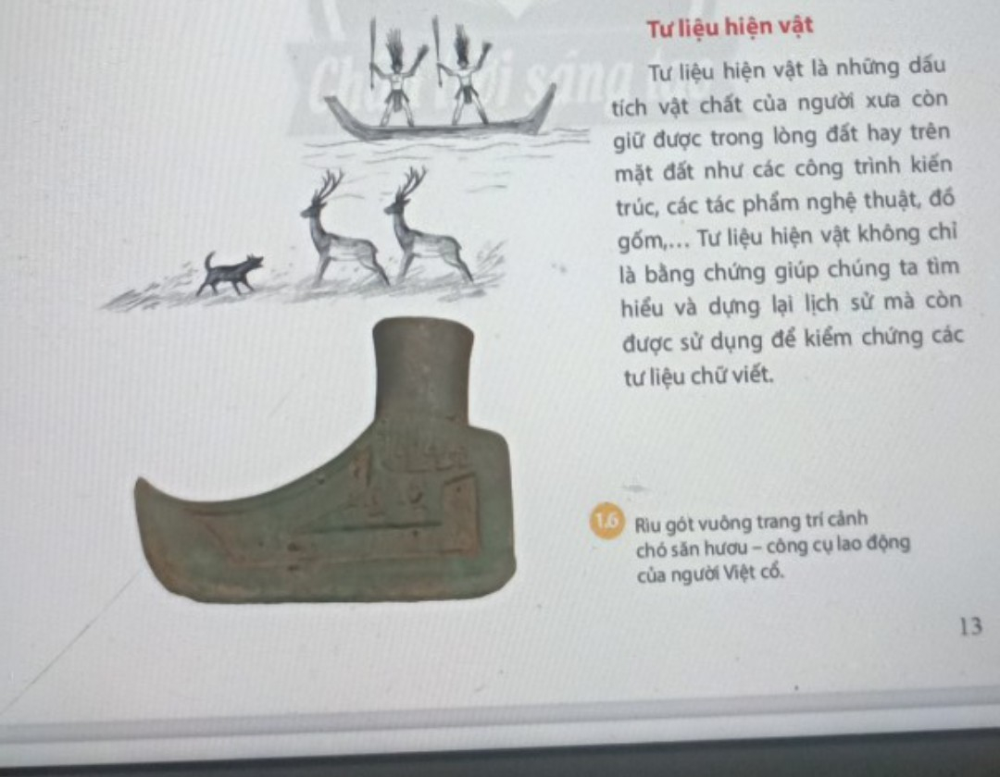 Chân trời sáng tạo
Tư liệu hiện vật
Tư liệu hiện vật là những dấu
tích vật chất của người xưa còn
giữ được trong lòng đất hay trên
mặt đất như các công trình kiến
trúc, các tác phẩm nghệ thuật, đồ
gốm,... Tư liệu hiện vật không chỉ
là bằng chứng giúp chúng ta tìm
hiểu và dựng lại lịch sử mà còn
được sử dụng để kiểm chứng các
tư liệu chữ viết.
1.6 Rìu gót vuông trang trí cảnh
chó săn hươu – công cụ lao động
của người Việt cổ.
13